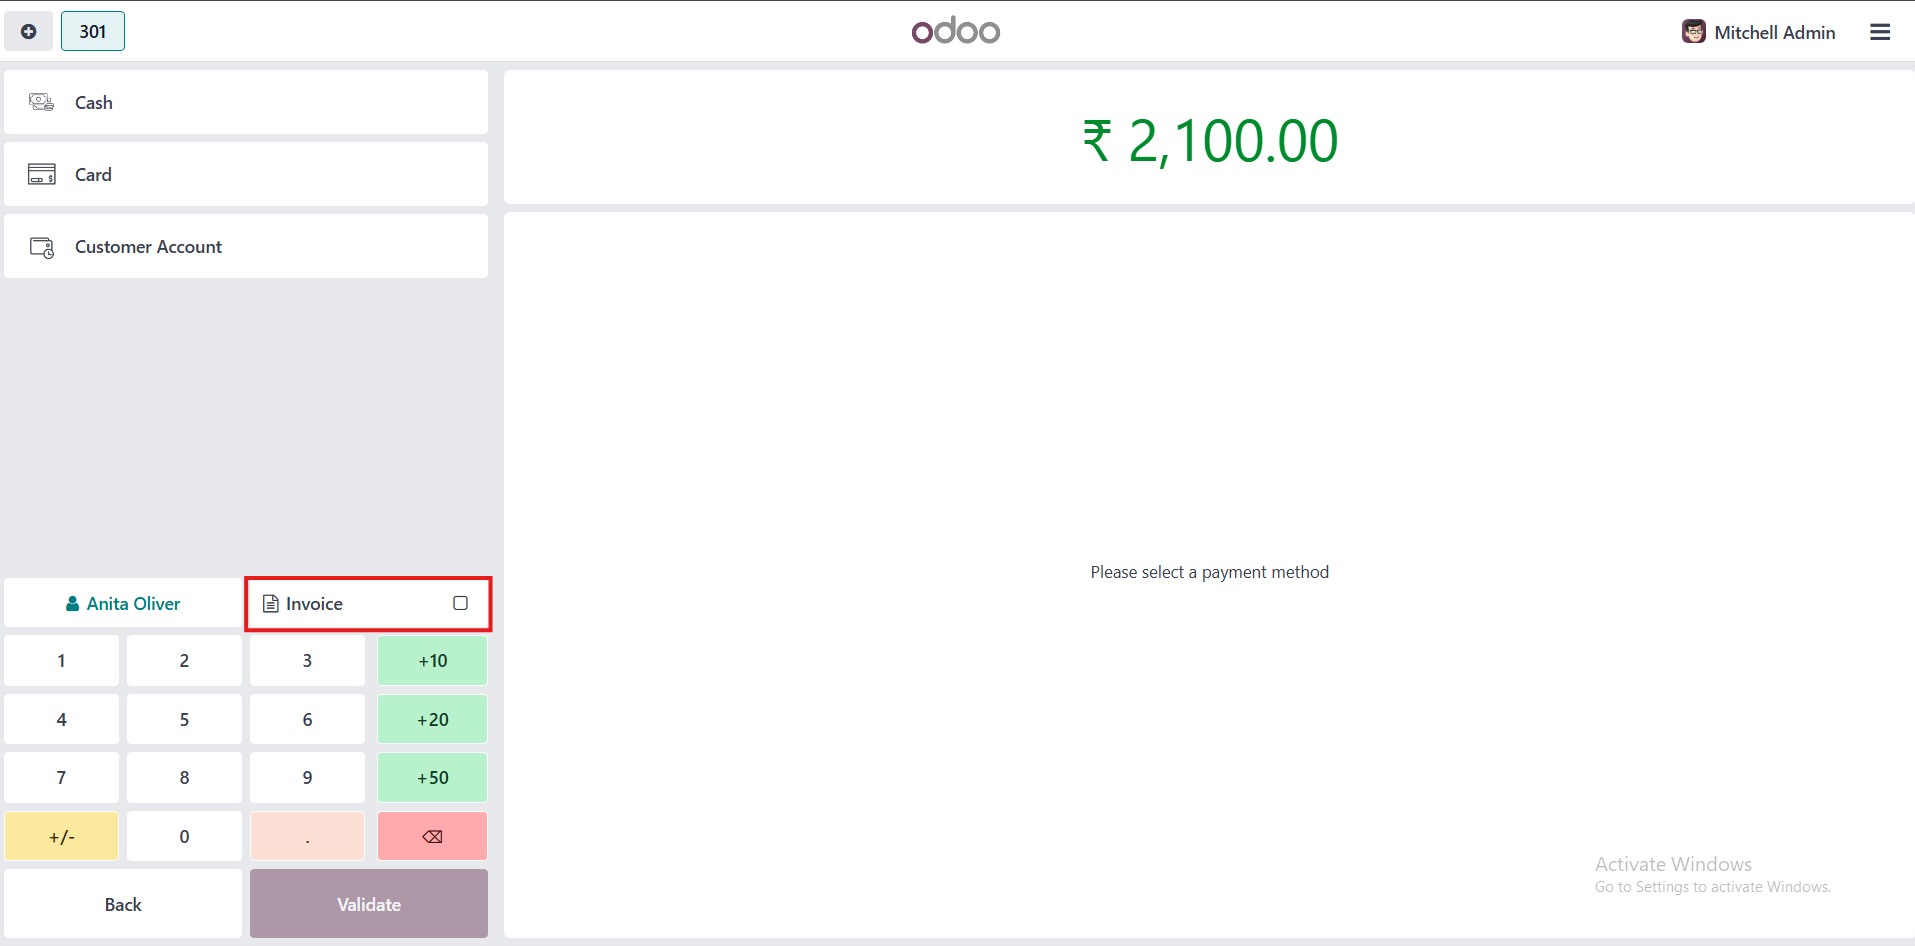 301
odoo
Mitchell Admin
Cash
Card
Customer Account
₹ 2,100.00
Please select a payment method
Anita Oliver
Invoice
1 2 3 +10
4 5 6 +20
7 8 9 +50
+/- 0 .
Back
Validate
Activate Windows
Go to Settings to activate Windows.